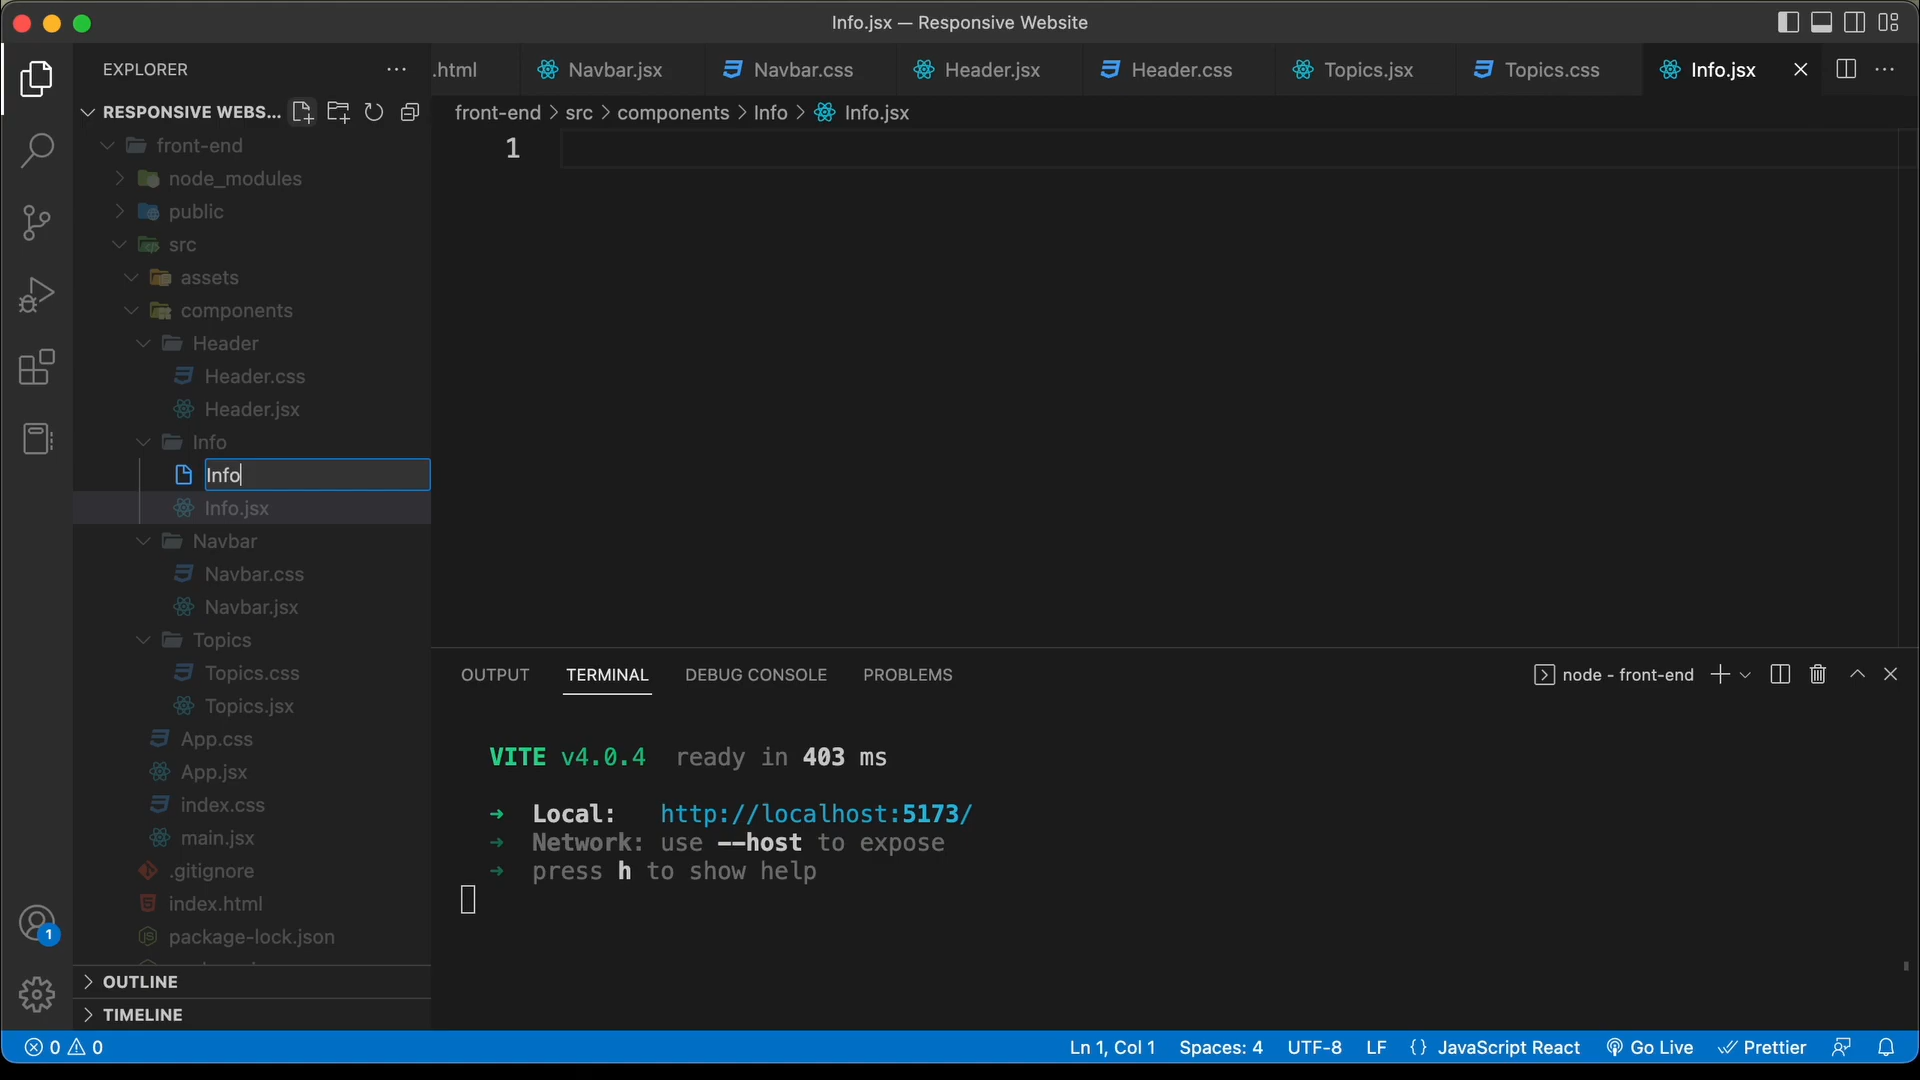 Info.jsx — Responsive Website
EXPLORER
RESPONSIVE WEBS...
front-end
node_modules
public
src
assets
components
Header
Header.css
Header.jsx
Info
Info
Info.jsx
Navbar
Navbar.css
Navbar.jsx
Topics
Topics.css
Topics.jsx
App.css
App.jsx
index.css
main.jsx
.gitignore
index.html
package-lock.json
OUTLINE
TIMELINE
.html
Navbar.jsx
Navbar.css
Header.jsx
Header.css
Topics.jsx
Topics.css
Info.jsx
front-end > src > components > Info > Info.jsx
1
OUTPUT TERMINAL DEBUG CONSOLE PROBLEMS
node - front-end
VITE v4.0.4 ready in 403 ms
➜ Local: http://localhost:5173/
➜ Network: use --host to expose
➜ press h to show help
1
0 0
Ln 1, Col 1 Spaces: 4 UTF-8 LF {} JavaScript React Go Live Prettier